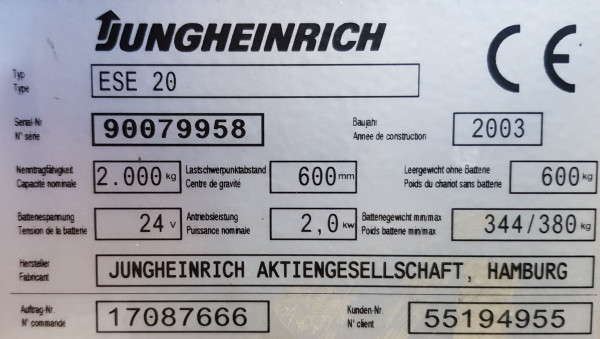 JUNGHEINRICH CE
Typ
Type ESE 20
Serial-Nr Baujahr
N° série 90079958 Annee de construction 2003
Nenntragfähigkeit Lastschwerpunktabstand Leergewicht ohne Batterie
Capacité nominale 2.000 kg Centre de gravité 600 mm Poids du chariot sans batterie 600 kg
Batteriespannung Antriebsleistung Batteriegewicht min/max
Tension de la batterie 24 V Puissance nominale 2,0 kw Poids batterie min/max 344/380 kg
Hersteller
Fabricant JUNGHEINRICH AKTIENGESELLSCHAFT, HAMBURG
Auftrag-Nr. Kunden-Nr.
N° commande 17087666 N° client 55194955